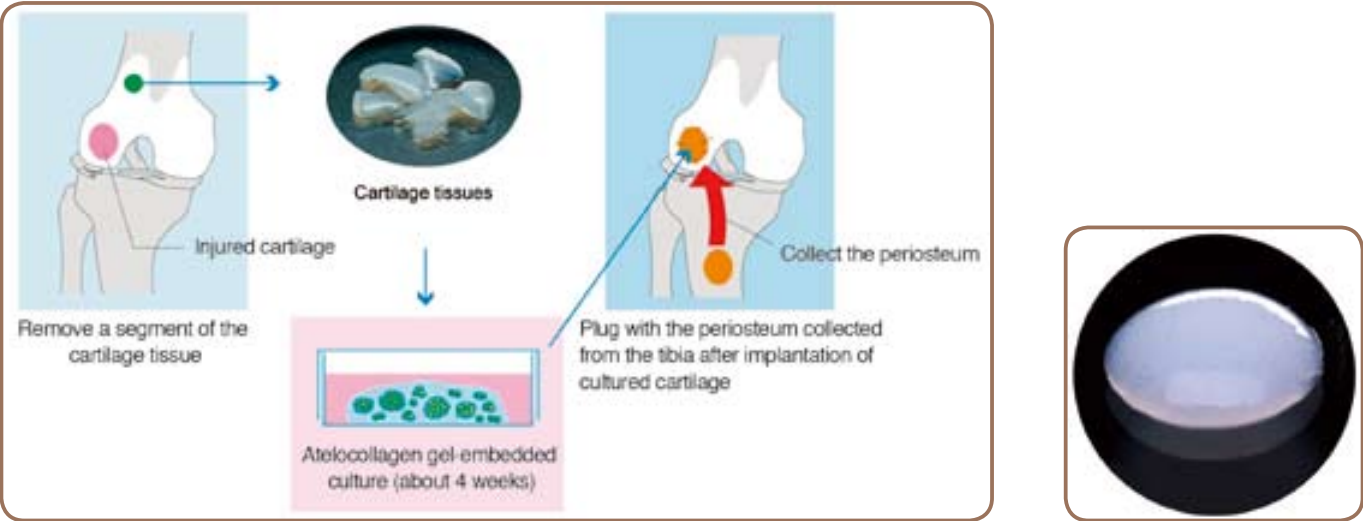 Cartilage tissues
Injured cartilage
Collect the periosteum
Remove a segment of the
cartilage tissue
Plug with the periosteum collected
from the tibia after implantation of
cultured cartilage
Atelocollagen gel-embedded
culture (about 4 weeks)